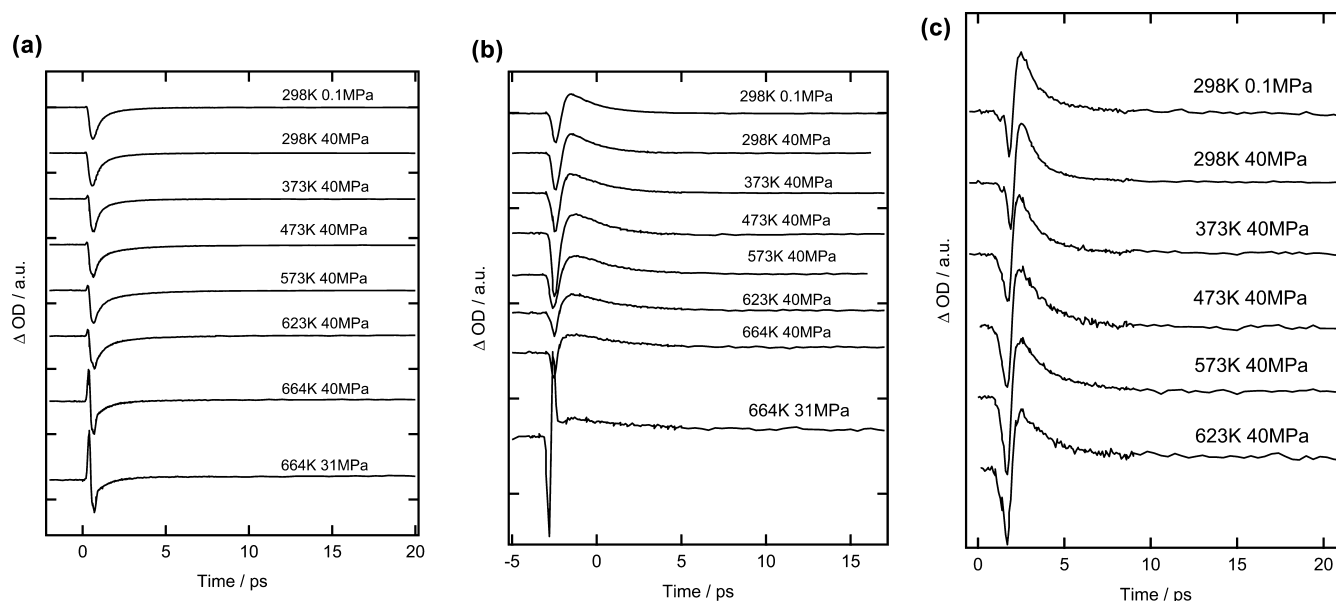 (a)
298K 0.1MPa
298K 40MPa
373K 40MPa
473K 40MPa
573K 40MPa
623K 40MPa
664K 40MPa
664K 31MPa
Δ OD / a.u.
0 5 10 15 20
Time / ps
(b)
298K 0.1MPa
298K 40MPa
373K 40MPa
473K 40MPa
573K 40MPa
623K 40MPa
664K 40MPa
664K 31MPa
Δ OD / a.u.
-5 0 5 10 15
Time / ps
(c)
298K 0.1MPa
298K 40MPa
373K 40MPa
473K 40MPa
573K 40MPa
623K 40MPa
Δ OD / a.u.
0 5 10 15 20
Time / ps